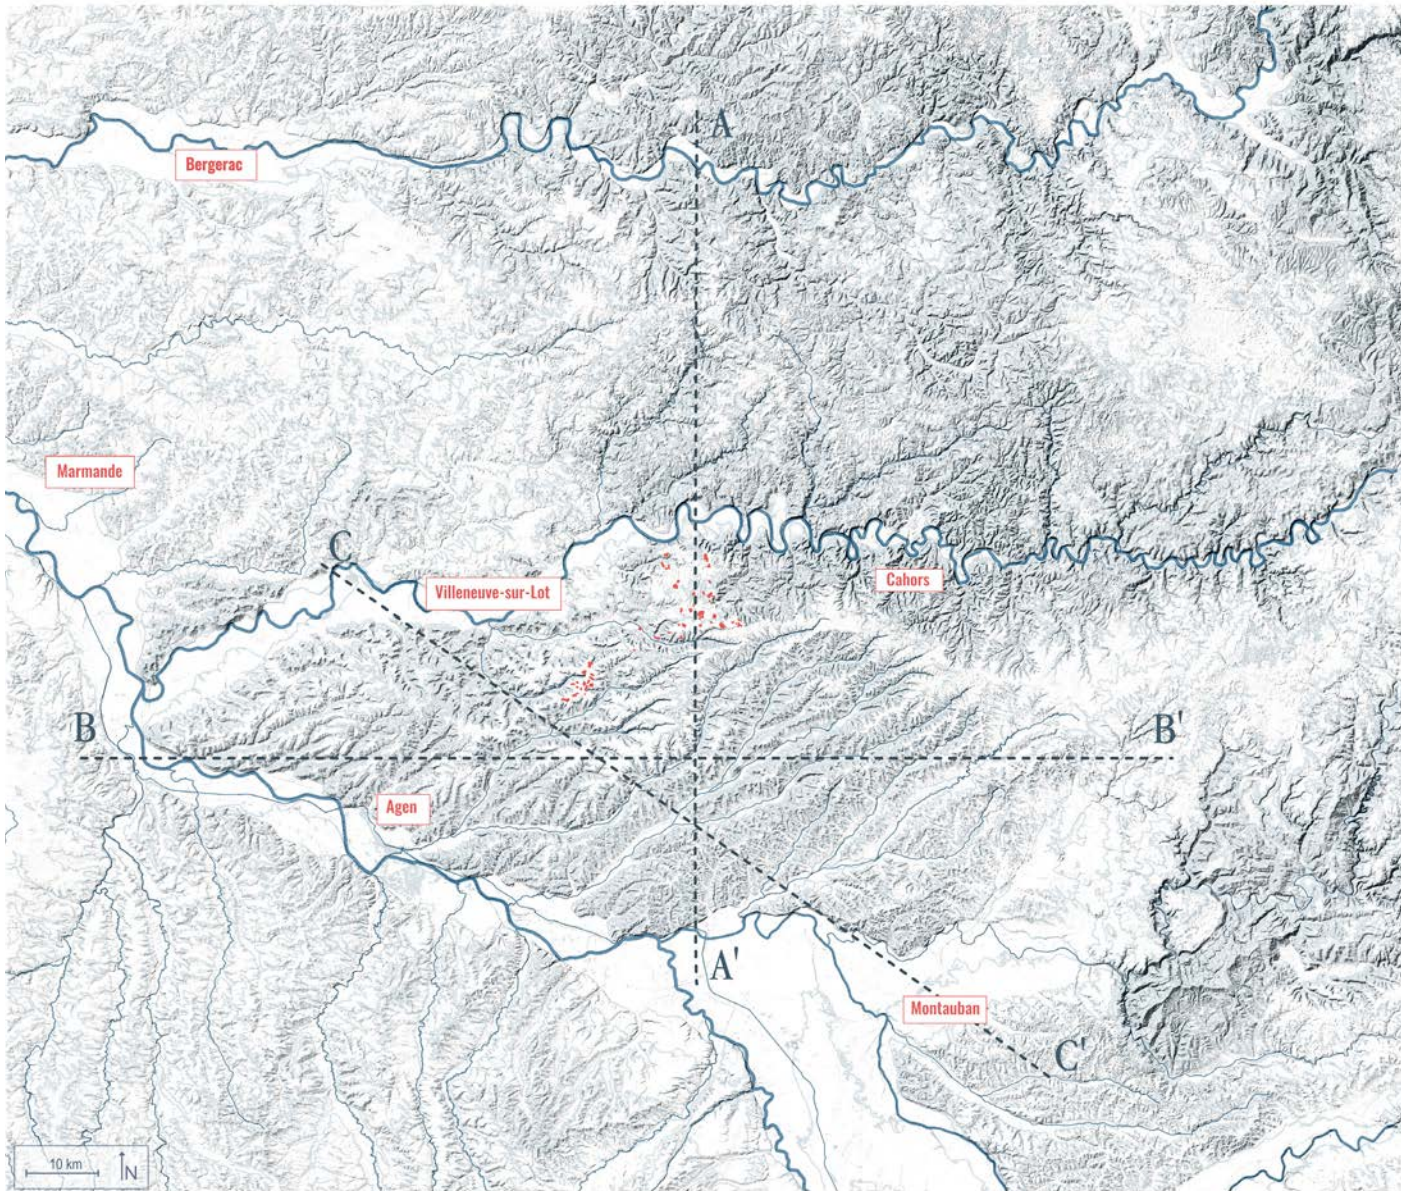 A
Bergerac
Marmande
C
Villeneuve-sur-Lot
Cahors
B
B'
Agen
A'
Montauban
C'
10 km
N